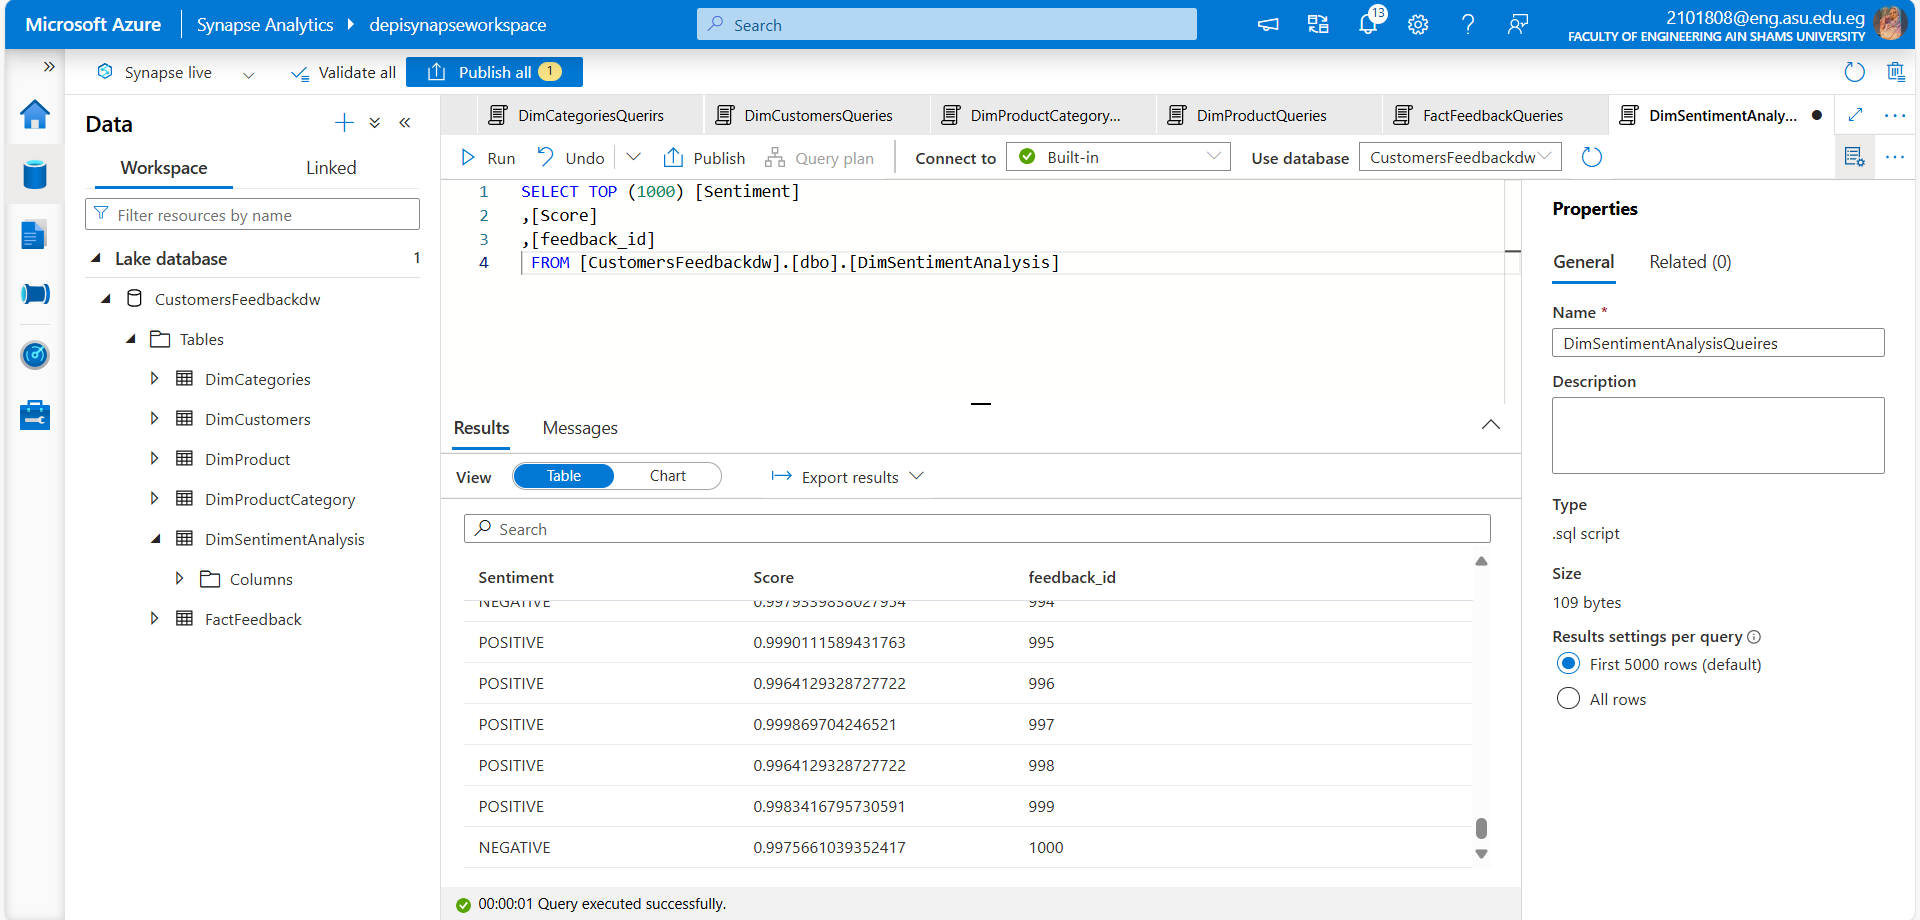 Microsoft Azure
Synapse Analytics
depisynapseworkspace
Search
13
2101808@eng.asu.edu.eg
FACULTY OF ENGINEERING AIN SHAMS UNIVERSITY
Synapse live
Validate all
Publish all 1
Data
Workspace
Linked
Filter resources by name
Lake database 1
CustomersFeedbackdw
Tables
DimCategories
DimCustomers
DimProduct
DimProductCategory
DimSentimentAnalysis
Columns
FactFeedback
DimCategoriesQuerirs
DimCustomersQueries
DimProductCategory...
DimProductQueries
FactFeedbackQueries
DimSentimentAnaly...
Run
Undo
Publish
Query plan
Connect to
Built-in
Use database
CustomersFeedbackdw
1 SELECT TOP (1000) [Sentiment]
2 ,[Score]
3 ,[feedback_id]
4 FROM [CustomersFeedbackdw].[dbo].[DimSentimentAnalysis]
Results
Messages
View
Table
Chart
Export results
Search
Sentiment Score feedback_id
NEGATIVE 0.9979339838027954 994
POSITIVE 0.9990111589431763 995
POSITIVE 0.9964129328727722 996
POSITIVE 0.999869704246521 997
POSITIVE 0.9964129328727722 998
POSITIVE 0.9983416795730591 999
NEGATIVE 0.9975661039352417 1000
00:00:01 Query executed successfully.
Properties
General
Related (0)
Name *
DimSentimentAnalysisQueires
Description
Type
.sql script
Size
109 bytes
Results settings per query
First 5000 rows (default)
All rows